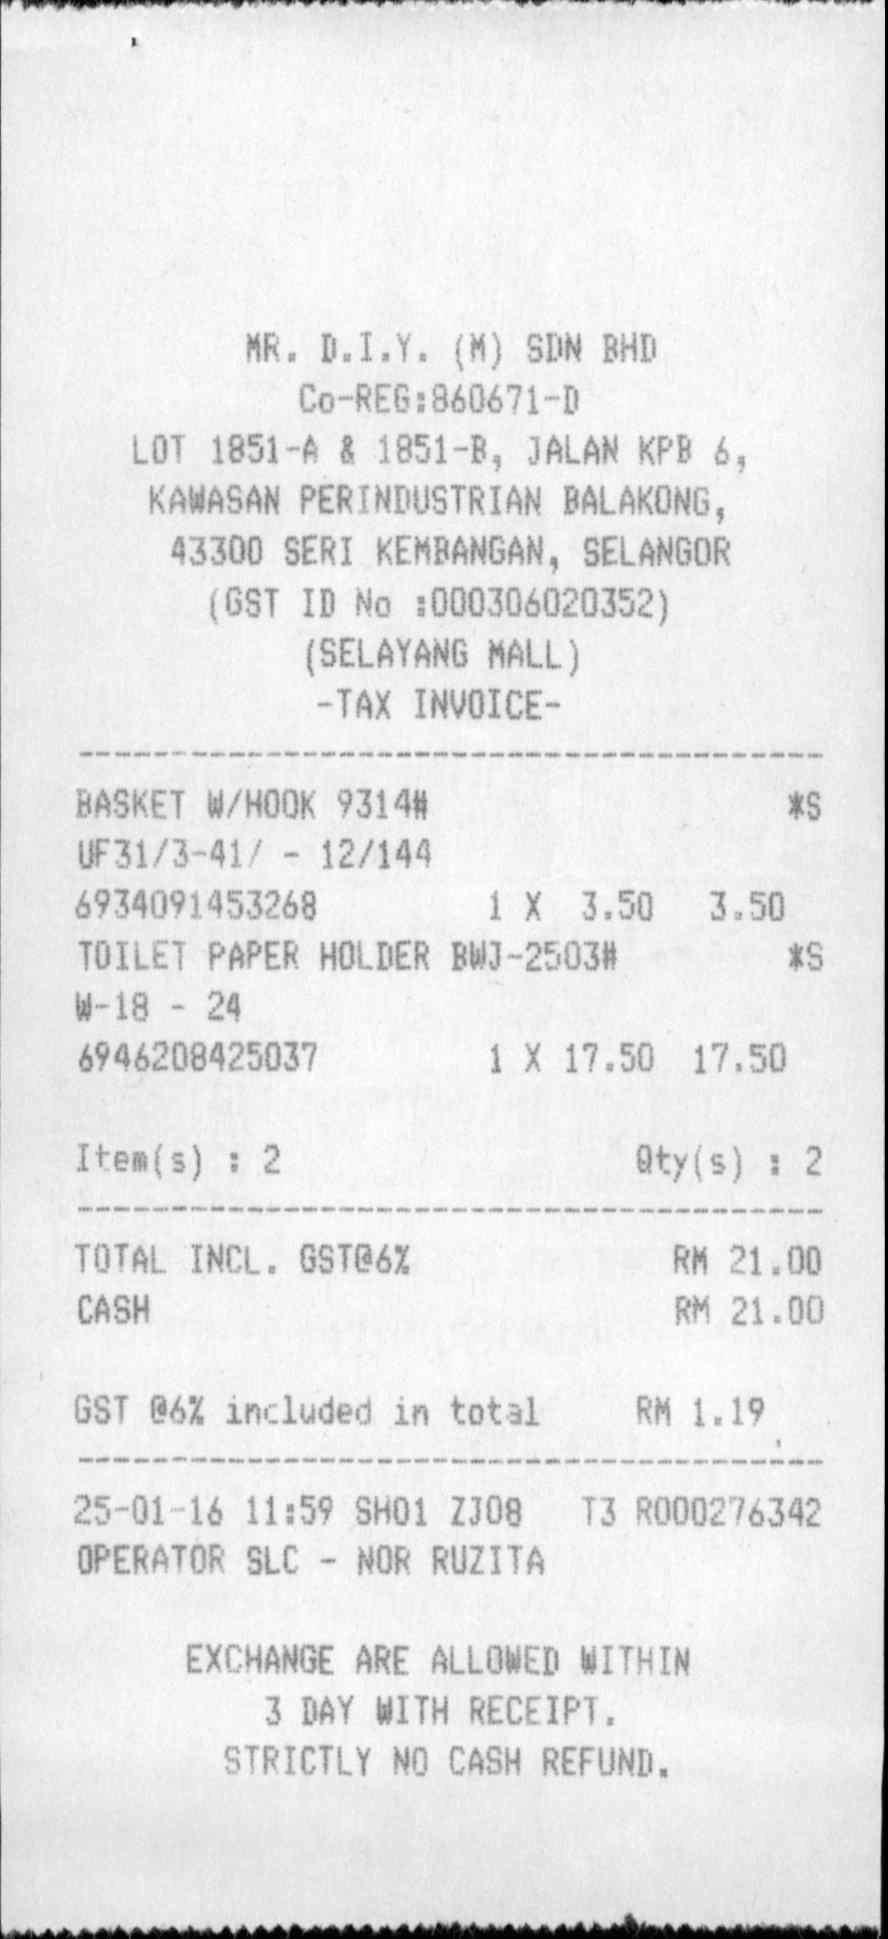 MR. D.I.Y. (M) SDN BHD
Co-REG:860671-D
LOT 1851-A & 1851-B, JALAN KPB 6,
KAWASAN PERINDUSTRIAN BALAKONG,
43300 SERI KEMBANGAN, SELANGOR
(GST ID No :000306020352)
(SELAYANG MALL)
-TAX INVOICE-
BASKET W/HOOK 9314# *S
UF31/3-41/ - 12/144
6934091453268 1 X 3.50 3.50
TOILET PAPER HOLDER BWJ-2503# *S
W-18 - 24
6946208425037 1 X 17.50 17.50
Item(s) : 2 Qty(s) : 2
TOTAL INCL. GST@6% RM 21.00
CASH RM 21.00
GST @6% included in total RM 1.19
25-01-16 11:59 SH01 ZJ08 T3 R000276342
OPERATOR SLC - NOR RUZITA
EXCHANGE ARE ALLOWED WITHIN
3 DAY WITH RECEIPT.
STRICTLY NO CASH REFUND.